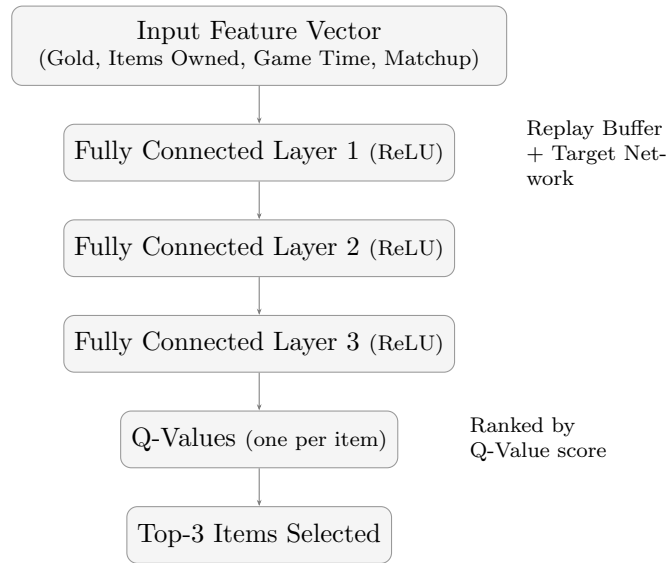 Input Feature Vector
(Gold, Items Owned, Game Time, Matchup)
Fully Connected Layer 1 (ReLU)
Replay Buffer
+ Target Net-
work
Fully Connected Layer 2 (ReLU)
Fully Connected Layer 3 (ReLU)
Q-Values (one per item)
Ranked by
Q-Value score
Top-3 Items Selected